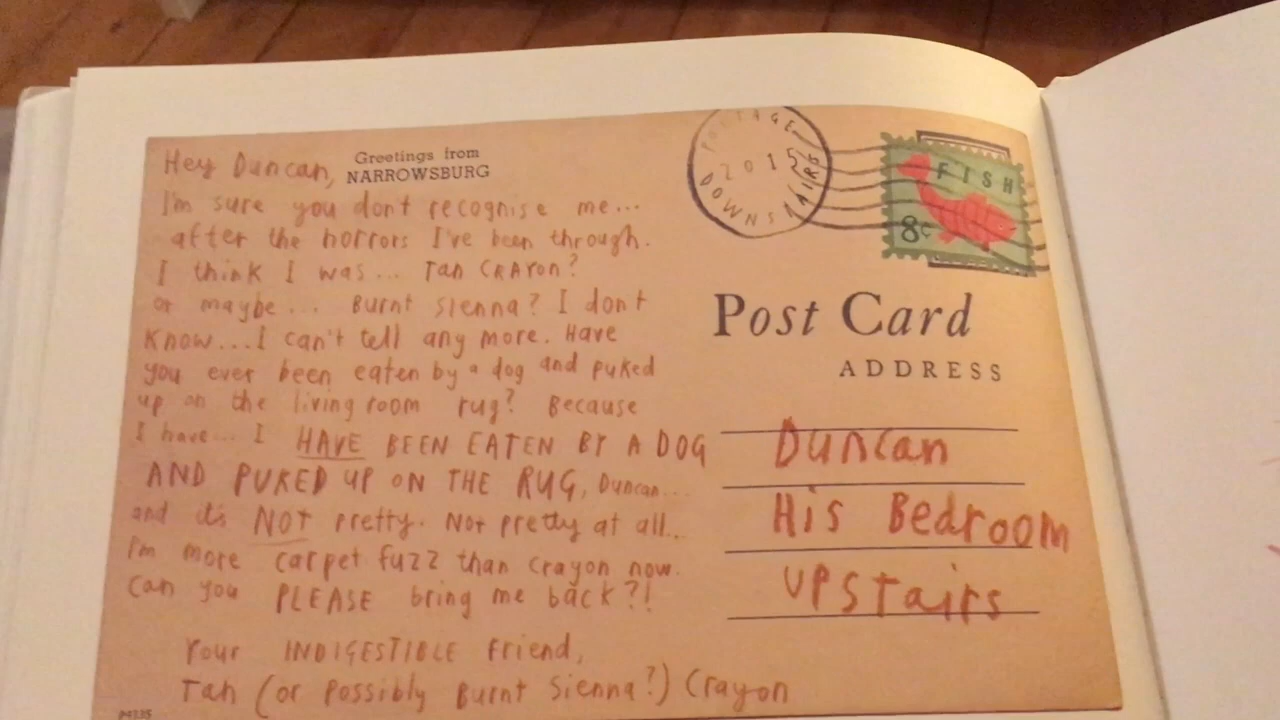 Hey Duncan,
Greetings from
NARROWSBURG
I'm sure you don't recognise me...
after the horrors I've been through.
I think I was... Tan CRAYon?
or maybe... Burnt Sienna? I don't
know...I can't tell any more. Have
you ever been eaten by a dog and puked
up on the living room rug? Because
I have... I HAVE BEEN EATEN BY A DOG
AND PUKED UP ON THE RUG, Duncan...
and it's NOT pretty. Not pretty at all...
I'm more carpet fuzz than crayon now.
Can you PLEASE bring me back?!
Your INDIGESTIBLE Friend,
Tan (or possibly Burnt Sienna?) Crayon
POSTAGE
2015
DOWNSTAIRS
FISH
8¢
Post Card
ADDRESS
Duncan
His Bedroom
UPStairs